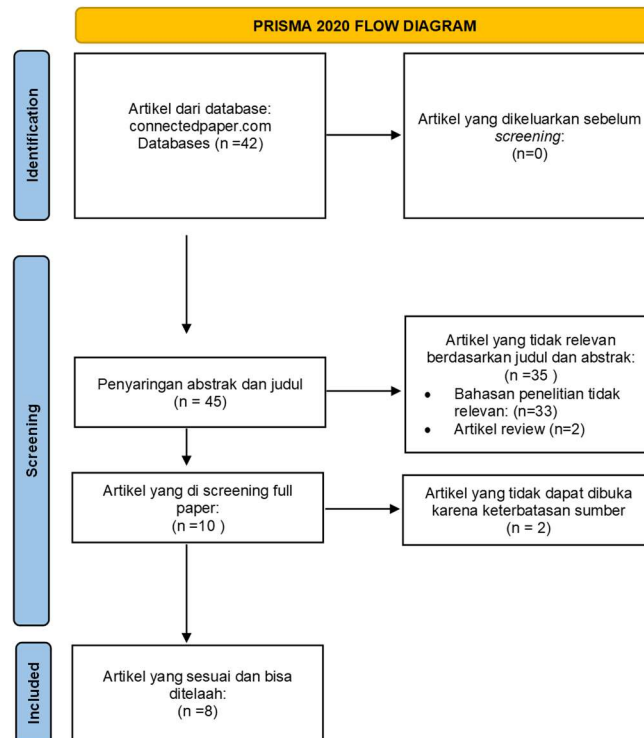 PRISMA 2020 FLOW DIAGRAM
Identification
Artikel dari database:
connectedpaper.com
Databases (n =42)
Artikel yang dikeluarkan sebelum
screening:
(n=0)
Screening
Penyaringan abstrak dan judul
(n = 45)
Artikel yang tidak relevan
berdasarkan judul dan abstrak:
(n =35 )
• Bahasan penelitian tidak
relevan: (n=33)
• Artikel review (n=2)
Artikel yang di screening full
paper:
(n =10 )
Artikel yang tidak dapat dibuka
karena keterbatasan sumber
(n = 2)
Included
Artikel yang sesuai dan bisa
ditelaah:
(n =8)